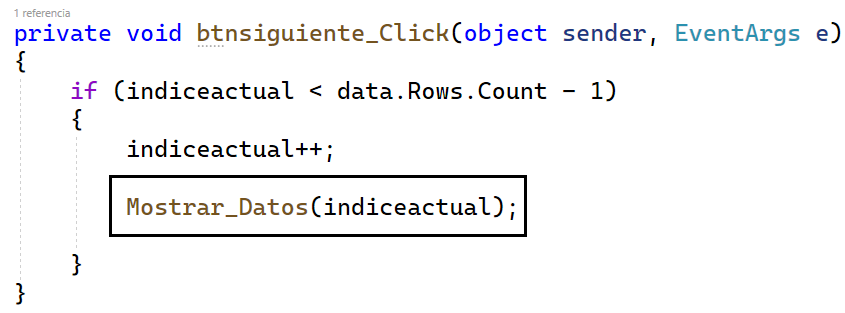 1 referencia
private void btnsiguiente_Click(object sender, EventArgs e)
{
if (indiceactual < data.Rows.Count - 1)
{
indiceactual++;
Mostrar_Datos(indiceactual);
}
}